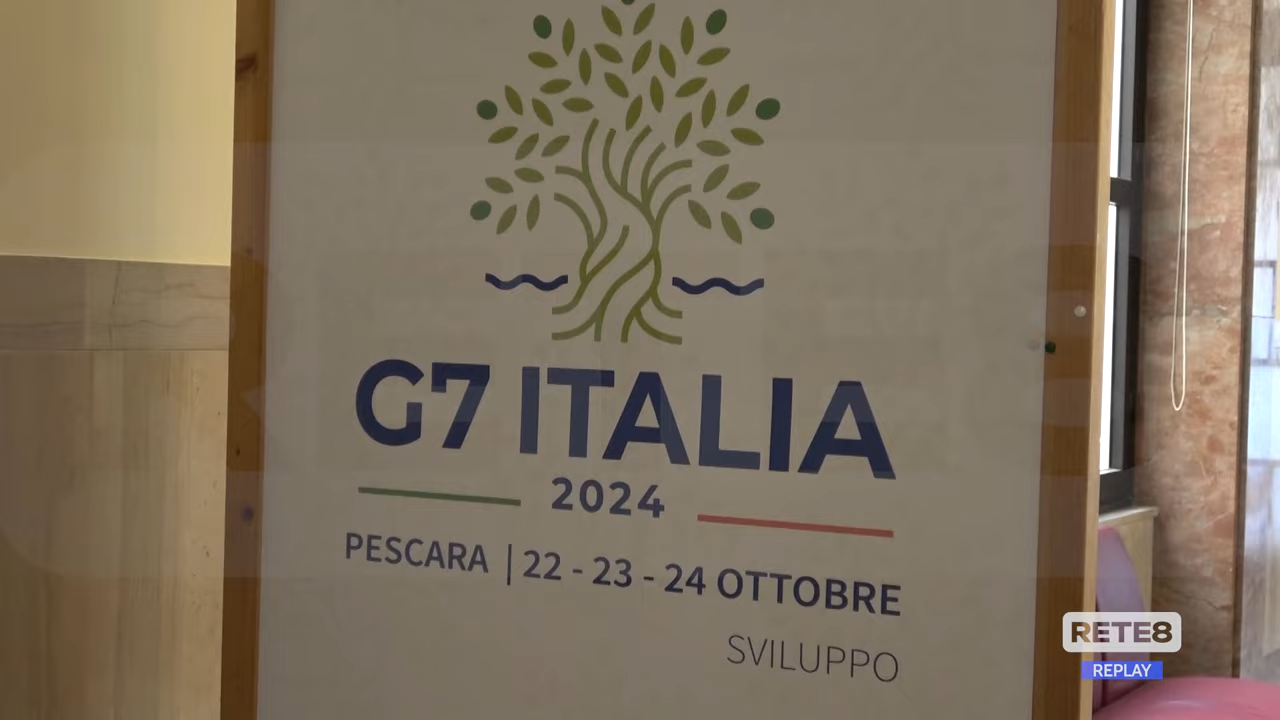 G7 ITALIA
2024
PESCARA | 22 - 23 - 24 OTTOBRE
SVILUPPO
RETE8
REPLAY